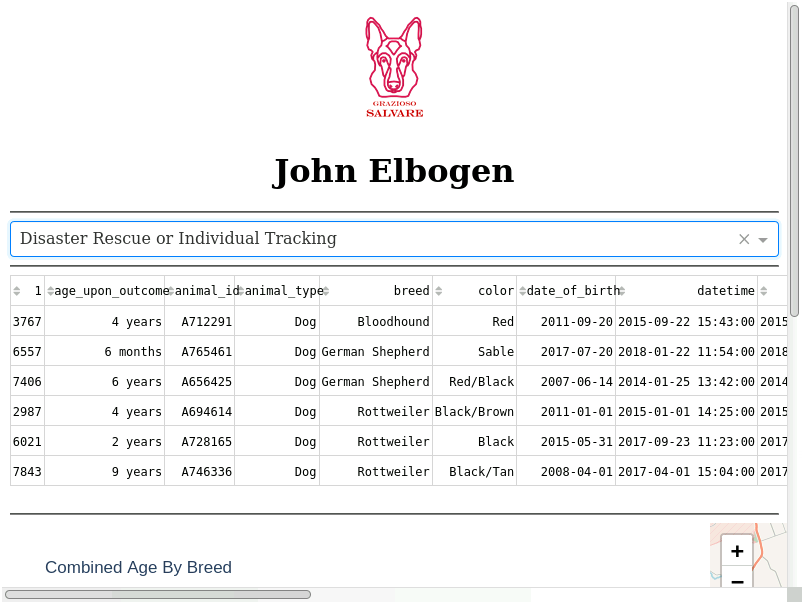 GRAZIOSO
SALVARE
John Elbogen
Disaster Rescue or Individual Tracking
1 age_upon_outcome animal_id animal_type breed color date_of_birth datetime
3767 4 years A712291 Dog Bloodhound Red 2011-09-20 2015-09-22 15:43:00 2015
6557 6 months A765461 Dog German Shepherd Sable 2017-07-20 2018-01-22 11:54:00 2018
7406 6 years A656425 Dog German Shepherd Red/Black 2007-06-14 2014-01-25 13:42:00 2014
2987 4 years A694614 Dog Rottweiler Black/Brown 2011-01-01 2015-01-01 14:25:00 2015
6021 2 years A728165 Dog Rottweiler Black 2015-05-31 2017-09-23 11:23:00 2017
7843 9 years A746336 Dog Rottweiler Black/Tan 2008-04-01 2017-04-01 15:04:00 2017
+
Combined Age By Breed
−